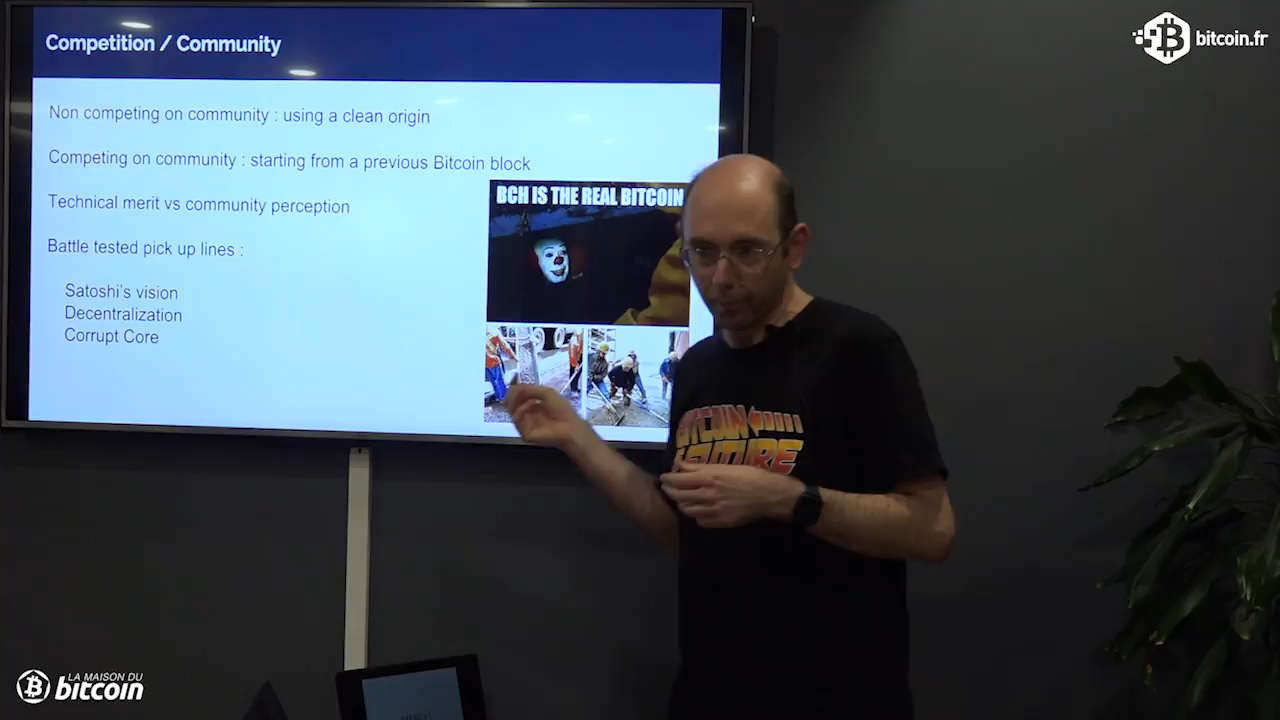 Competition / Community
bitcoin.fr
Non competing on community : using a clean origin
Competing on community : starting from a previous Bitcoin block
Technical merit vs community perception
BCH IS THE REAL BITCOIN
Battle tested pick up lines :
Satoshi's vision
Decentralization
Corrupt Core
BITCOIN
LA MAISON DU
bitcoin